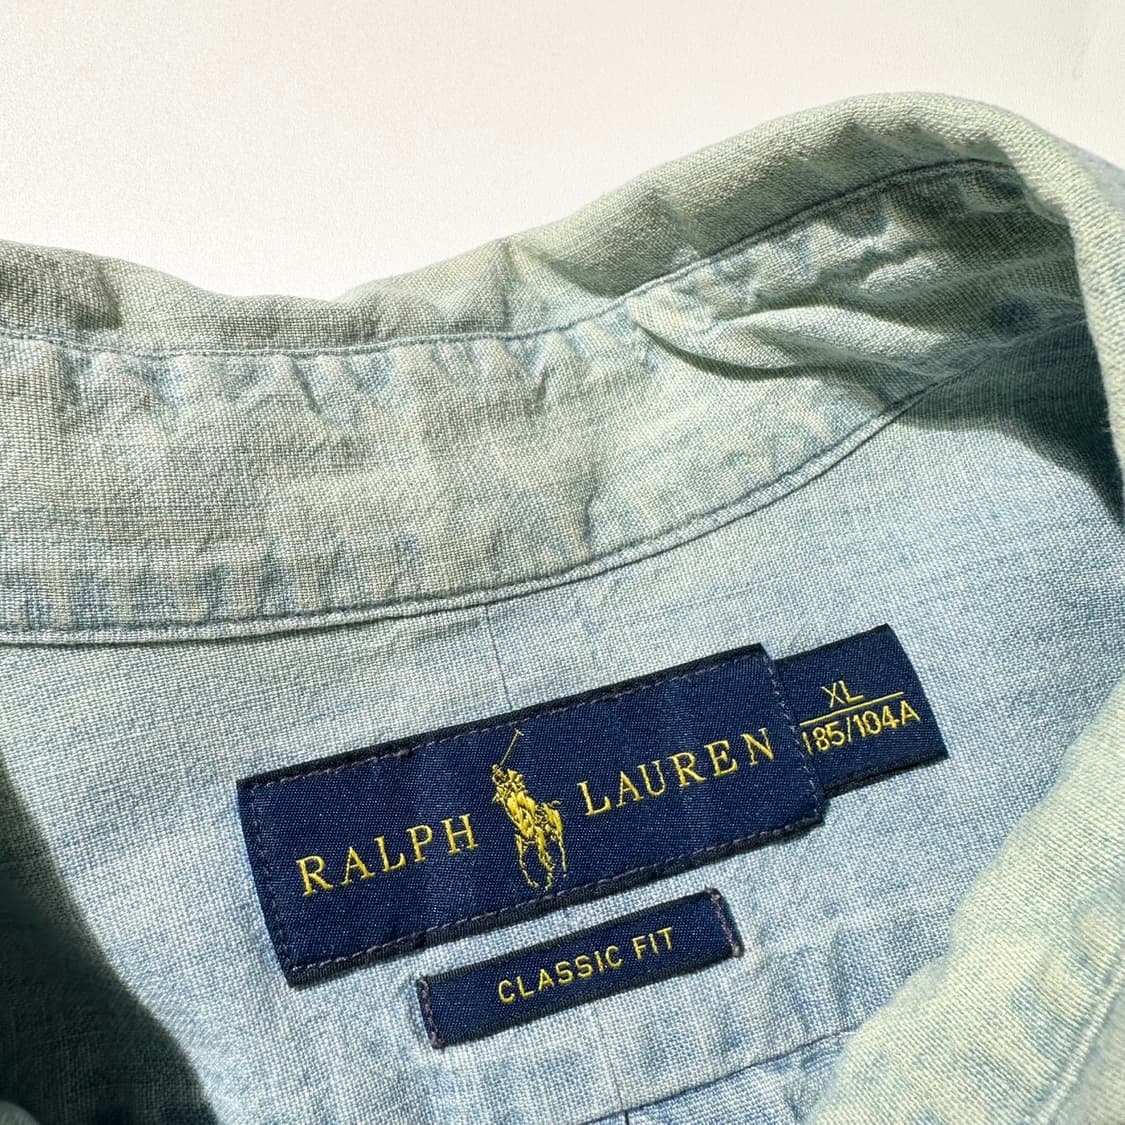 RALPH LAUREN
XL
185/104A
CLASSIC FIT